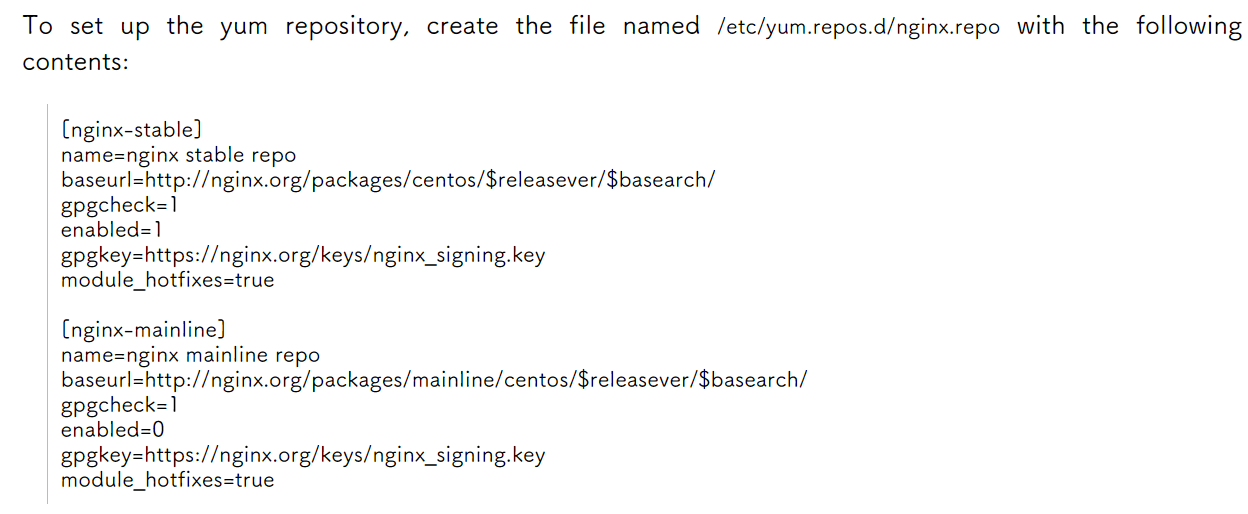 To set up the yum repository, create the file named /etc/yum.repos.d/nginx.repo with the following
contents:
[nginx-stable]
name=nginx stable repo
baseurl=http://nginx.org/packages/centos/$releasever/$basearch/
gpgcheck=1
enabled=1
gpgkey=https://nginx.org/keys/nginx_signing.key
module_hotfixes=true
[nginx-mainline]
name=nginx mainline repo
baseurl=http://nginx.org/packages/mainline/centos/$releasever/$basearch/
gpgcheck=1
enabled=0
gpgkey=https://nginx.org/keys/nginx_signing.key
module_hotfixes=true